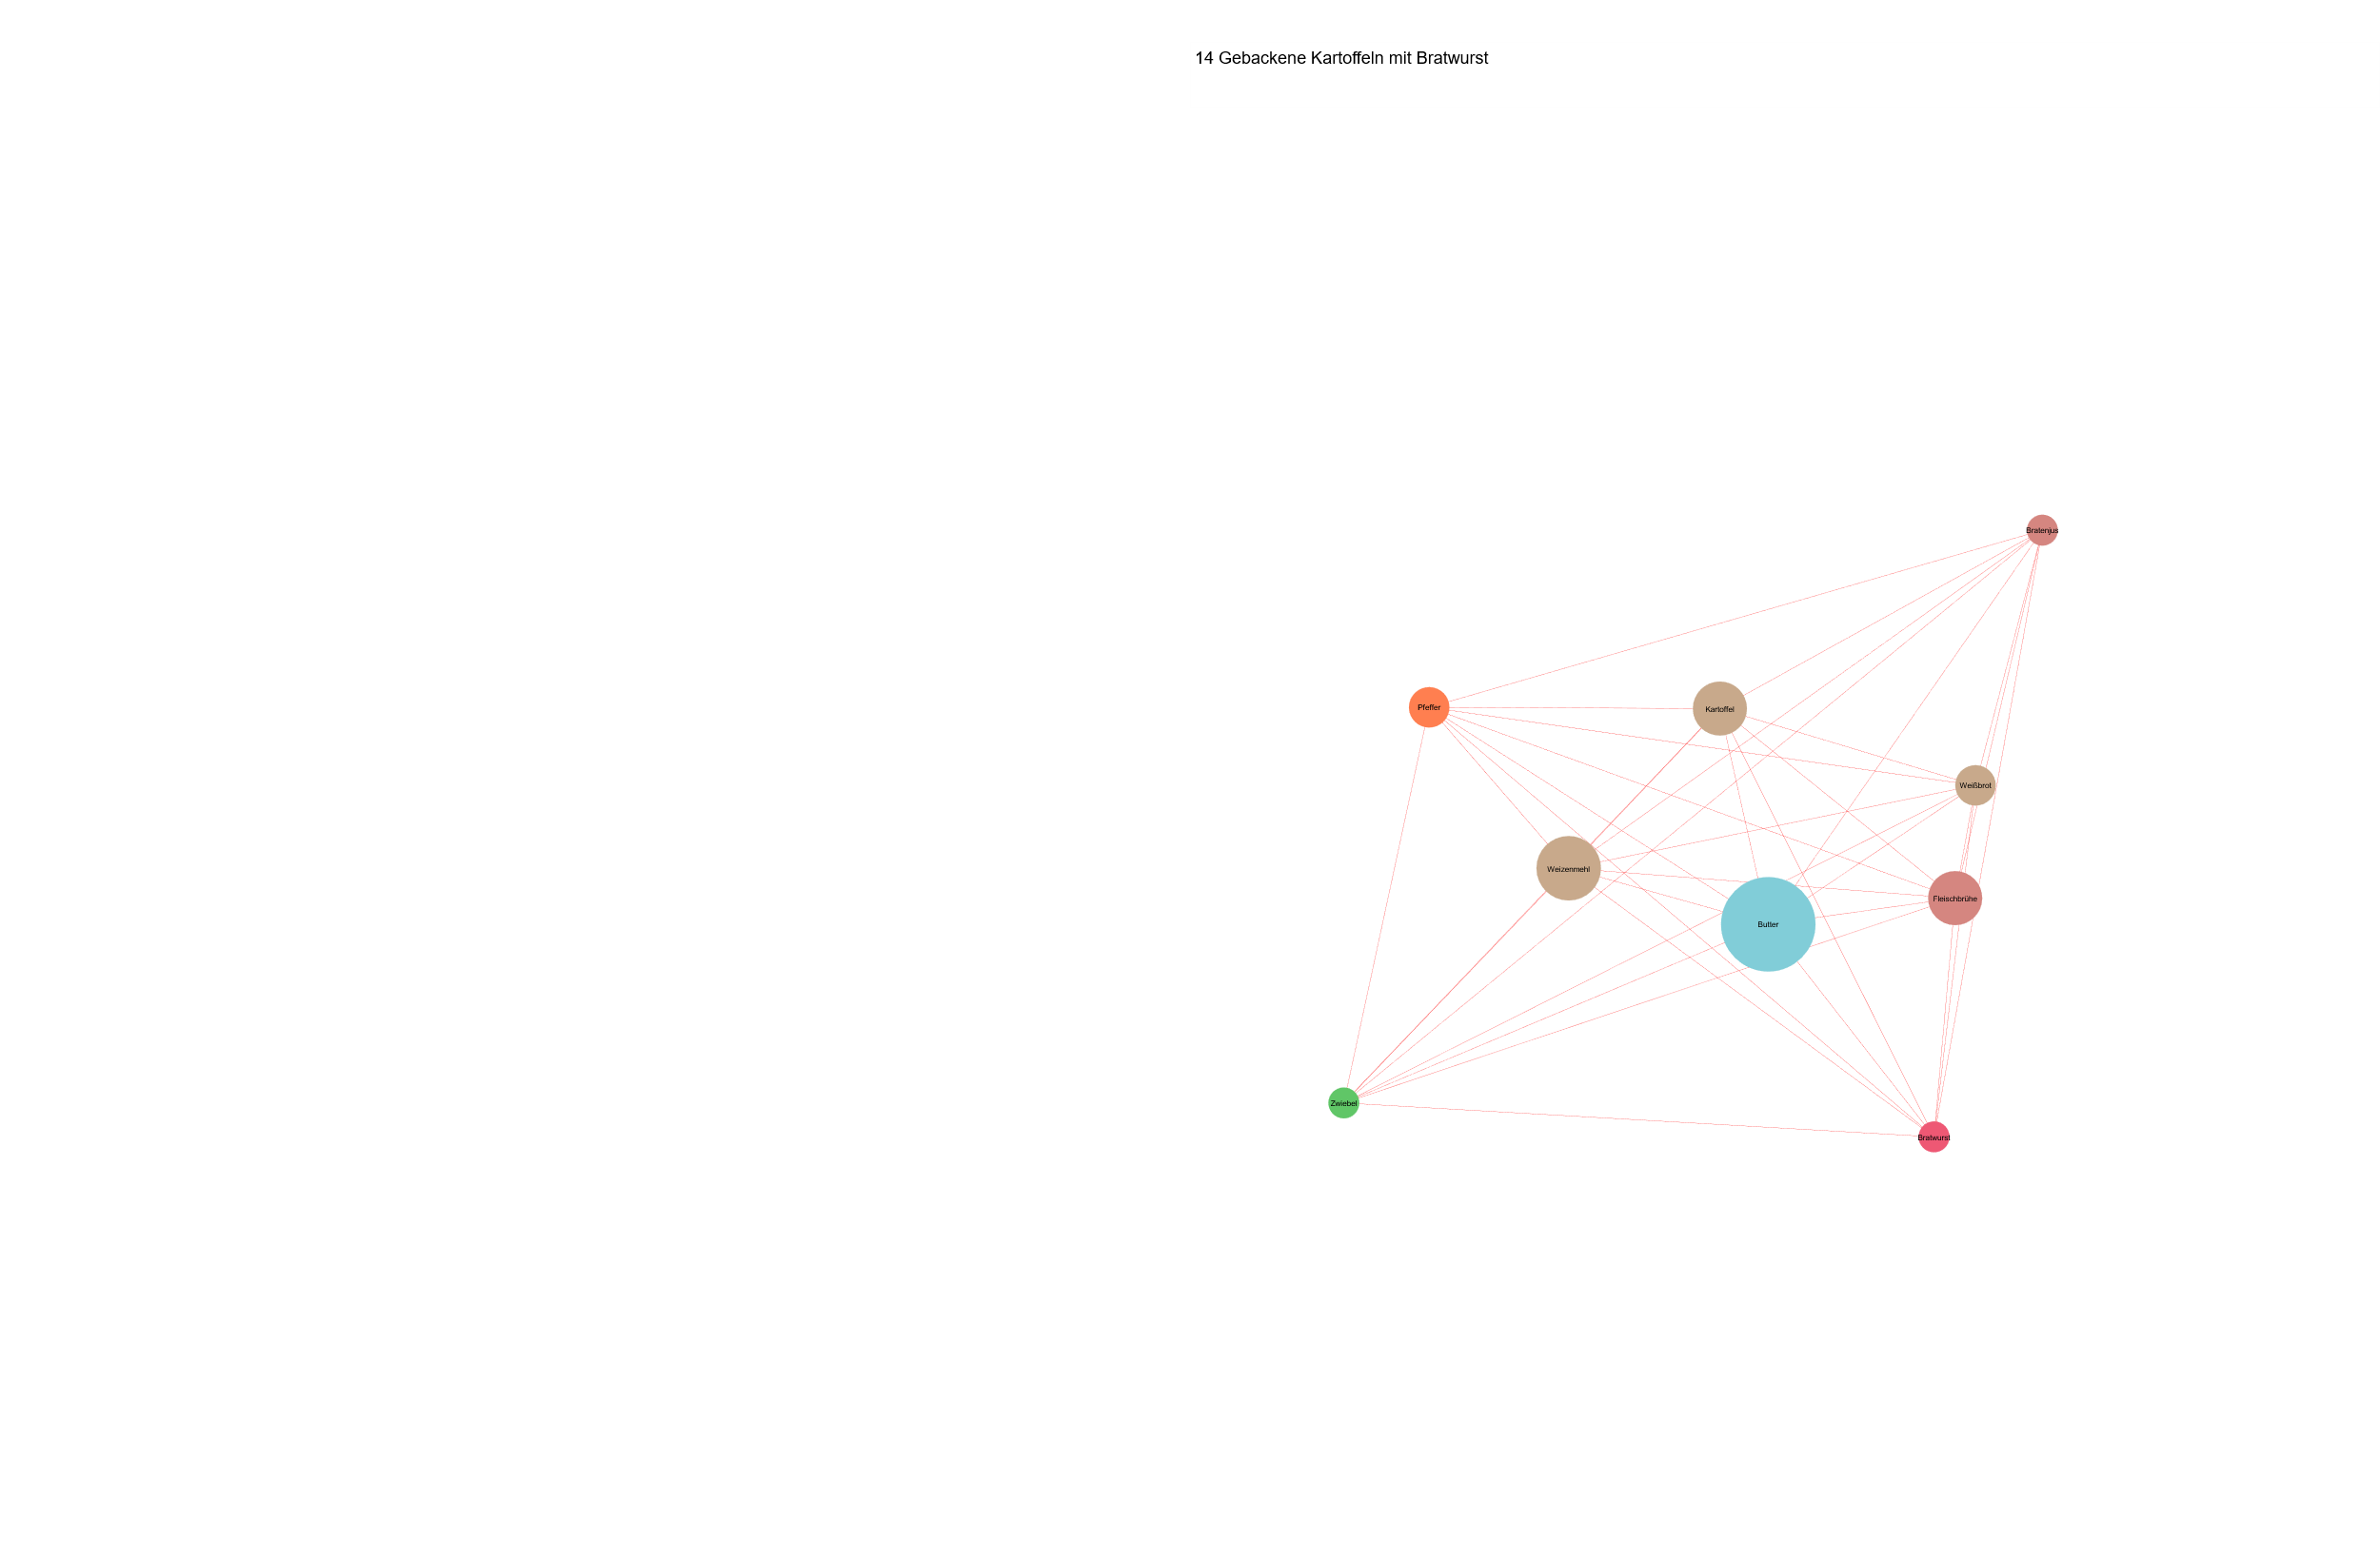 14 Gebackene Kartoffeln mit Bratwurst
Bratenjus
Pfeffer
Kartoffel
Weißbrot
Weizenmehl
Fleischbrühe
Butter
Zwiebel
Bratwurst